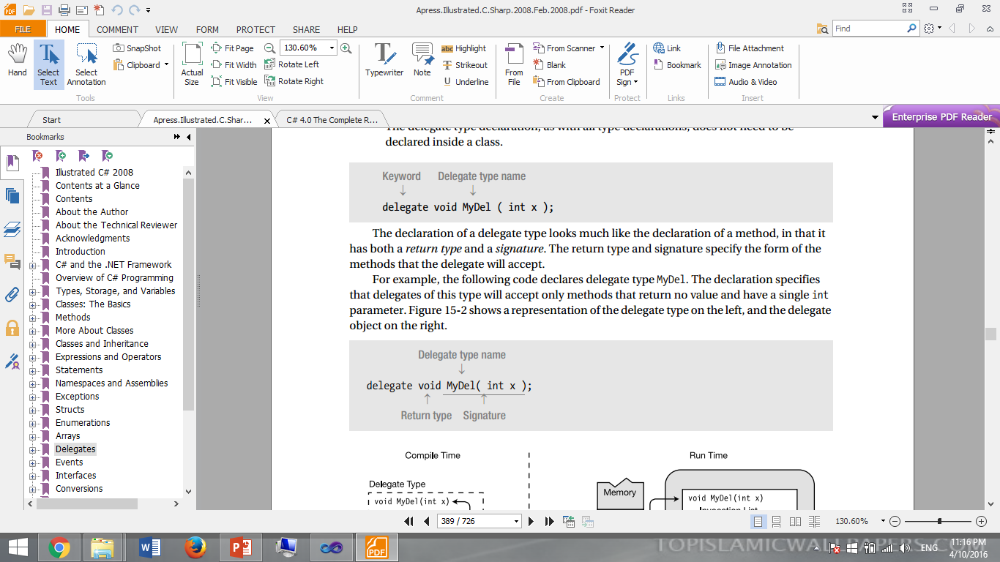 Apress.Illustrated.C.Sharp.2008.Feb.2008.pdf - Foxit Reader
FILE HOME COMMENT VIEW FORM PROTECT SHARE HELP Find
Hand
Select Text
Select Annotation
SnapShot
Clipboard
Tools
Actual Size
Fit Page
Fit Width
Fit Visible
130.60%
Rotate Left
Rotate Right
View
Typewriter
Note
abc Highlight
Strikeout
U Underline
Comment
From File
From Scanner
Blank
From Clipboard
Create
PDF Sign
Protect
Link
Bookmark
Links
File Attachment
Image Annotation
Audio & Video
Insert
Start
Apress.Illustrated.C.Shar...
C# 4.0 The Complete R...
Enterprise PDF Reader
Bookmarks
Illustrated C# 2008
Contents at a Glance
Contents
About the Author
About the Technical Reviewer
Acknowledgments
Introduction
C# and the .NET Framework
Overview of C# Programming
Types, Storage, and Variables
Classes: The Basics
Methods
More About Classes
Classes and Inheritance
Expressions and Operators
Statements
Namespaces and Assemblies
Exceptions
Structs
Enumerations
Arrays
Delegates
Events
Interfaces
Conversions
The delegate type declaration, as with all type declarations, does not need to be
declared inside a class.
Keyword Delegate type name
delegate void MyDel ( int x );
The declaration of a delegate type looks much like the declaration of a method, in that it
has both a return type and a signature. The return type and signature specify the form of the
methods that the delegate will accept.
For example, the following code declares delegate type MyDel. The declaration specifies
that delegates of this type will accept only methods that return no value and have a single int
parameter. Figure 15-2 shows a representation of the delegate type on the left, and the delegate
object on the right.
Delegate type name
delegate void MyDel( int x );
Return type Signature
Compile Time
Run Time
Delegate Type
void MyDel(int x)
Memory
void MyDel(int x)
Invocation List
389 / 726
130.60%
PDF
TOPISLAMICWALLPAPERS.COM
ENG
11:16 PM
4/10/2016